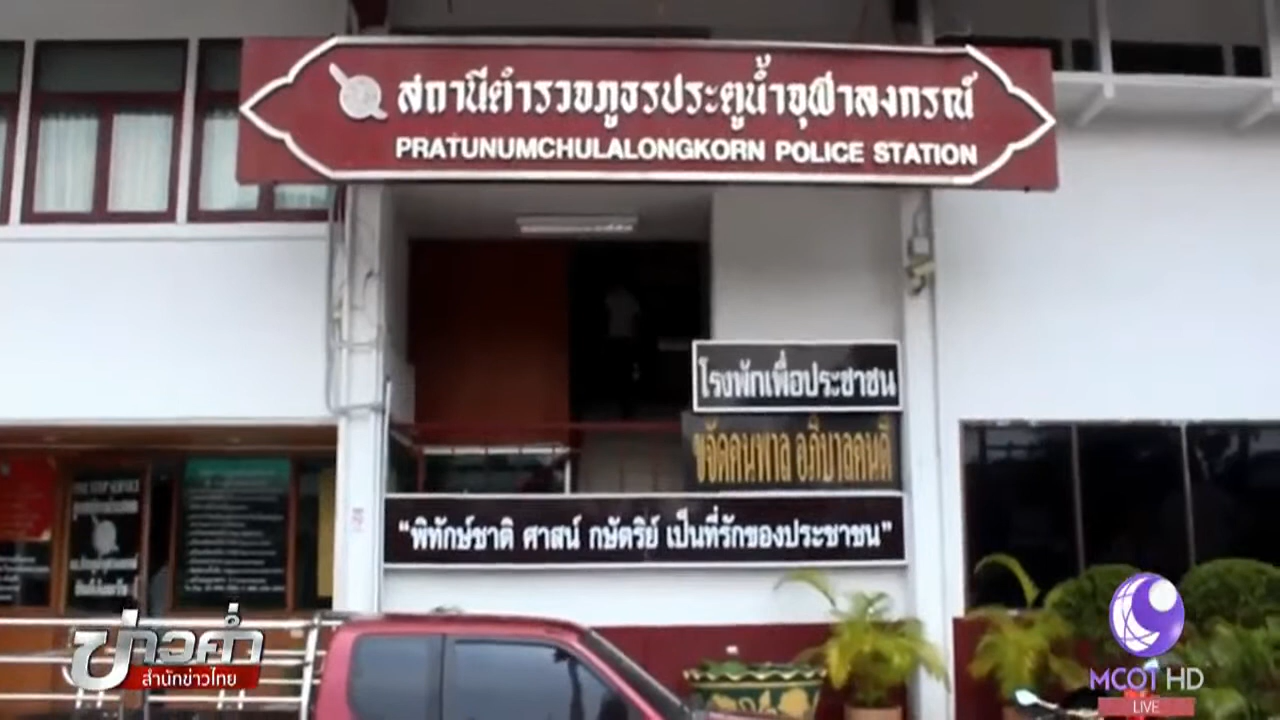 สถานีตำรวจภูธรประตูน้ำจุฬาลงกรณ์
PRATUNUMCHULALONGKORN POLICE STATION
โรงพักเพื่อประชาชน
ขจัดคนพาล อภิบาลคนดี
“พิทักษ์ชาติ ศาสน์ กษัตริย์ เป็นที่รักของประชาชน”
ONE STOP SERVICE
ข่าวค่ำ
สำนักข่าวไทย
MCOT HD
LIVE